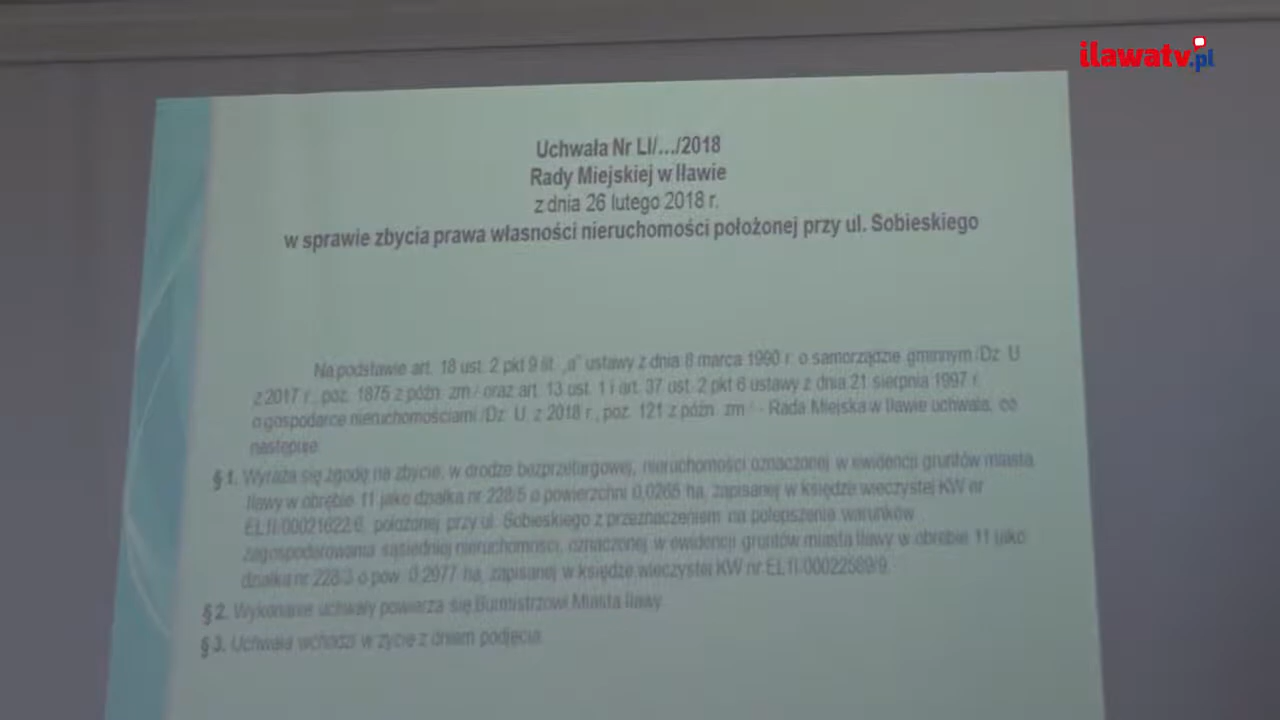 ilawatv.pl
Uchwała Nr LI/.../2018
Rady Miejskiej w Iławie
z dnia 26 lutego 2018 r.
w sprawie zbycia prawa własności nieruchomości położonej przy ul. Sobieskiego
Na podstawie art. 18 ust. 2 pkt 9 lit. „a” ustawy z dnia 8 marca 1990 r. o samorządzie gminnym /Dz. U.
z 2017 r., poz. 1875 z późn. zm./ oraz art. 13 ust. 1 i art. 37 ust. 2 pkt 6 ustawy z dnia 21 sierpnia 1997 r.
o gospodarce nieruchomościami /Dz. U. z 2018 r., poz. 121 z późn. zm./ - Rada Miejska w Iławie uchwala, co
następuje:
§ 1. Wyraża się zgodę na zbycie, w drodze bezprzetargowej, nieruchomości oznaczonej w ewidencji gruntów miasta
Iławy w obrębie 11 jako działka nr 228/5 o powierzchni 0,0265 ha, zapisanej w księdze wieczystej KW nr
położonej przy ul. Sobieskiego z przeznaczeniem na polepszenie warunków
zagospodarowania sąsiedniej nieruchomości, oznaczonej w ewidencji gruntów miasta Iławy w obrębie 11 jako
działka nr 228/3 o pow. 0,2977 ha, zapisanej w księdze wieczystej KW nr EL1I/00022589/9.
§ 2. Wykonanie uchwały powierza się Burmistrzowi Miasta Iławy.
§ 3. Uchwała wchodzi w życie z dniem podjęcia.